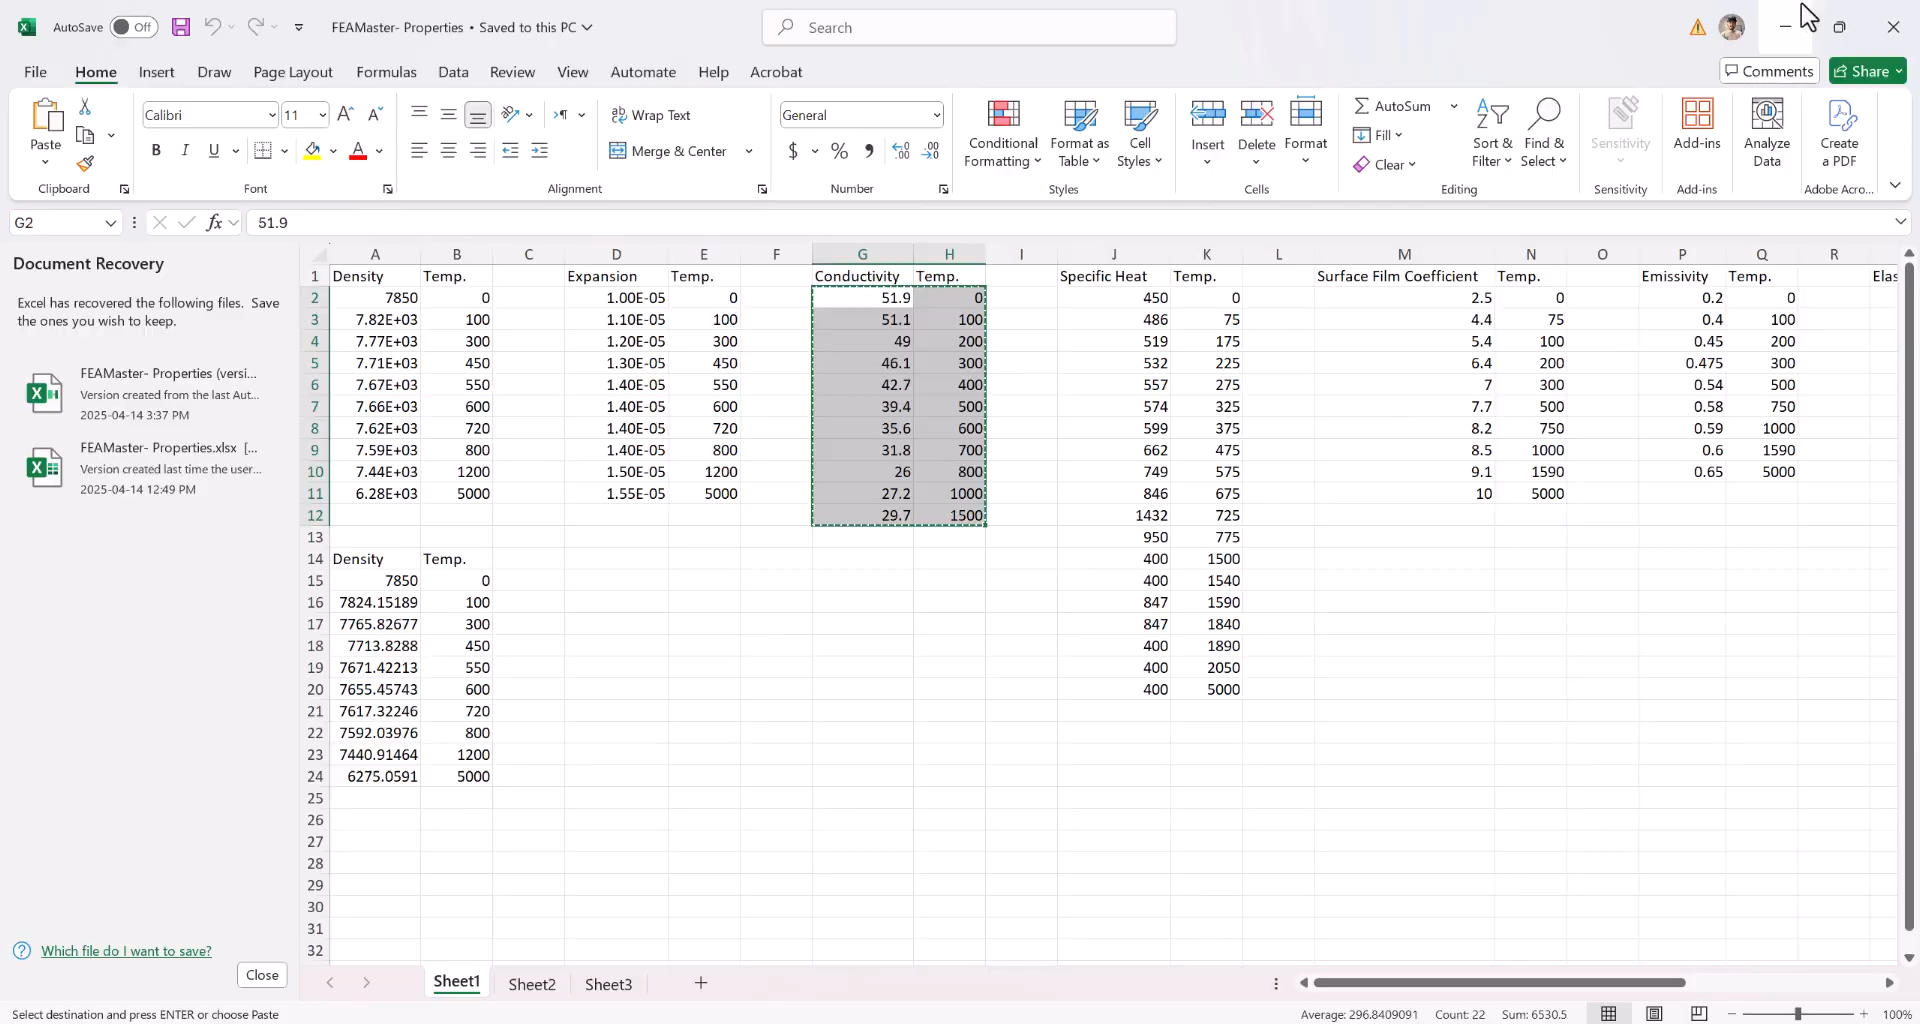 AutoSave Off FEAMaster- Properties • Saved to this PC Search
File Home Insert Draw Page Layout Formulas Data Review View Automate Help Acrobat Comments Share
Paste
Clipboard
Calibri 11
B I U A
Font
Wrap Text
Merge & Center
Alignment
General
$ % 9
Number
Conditional Formatting
Format as Table
Cell Styles
Styles
Insert Delete Format
Cells
AutoSum
Fill
Clear
Sort & Filter
Find & Select
Editing
Sensitivity
Sensitivity
Add-ins
Add-ins
Analyze Data
Create a PDF
Adobe Acro...
G2 fx 51.9
Document Recovery
Excel has recovered the following files. Save
the ones you wish to keep.
FEAMaster- Properties (versi...
Version created from the last Aut...
2025-04-14 3:37 PM
FEAMaster- Properties.xlsx [...
Version created last time the user...
2025-04-14 12:49 PM
Which file do I want to save?
Close
A B C D E F G H I J K L M N O P Q R
1 Density Temp. Expansion Temp. Conductivity Temp. Specific Heat Temp. Surface Film Coefficient Temp. Emissivity Temp. Elas
2 7850 0 1.00E-05 0 51.9 0 450 0 2.5 0 0.2 0
3 7.82E+03 100 1.10E-05 100 51.1 100 486 75 4.4 75 0.4 100
4 7.77E+03 300 1.20E-05 300 49 200 519 175 5.4 100 0.45 200
5 7.71E+03 450 1.30E-05 450 46.1 300 532 225 6.4 200 0.475 300
6 7.67E+03 550 1.40E-05 550 42.7 400 557 275 7 300 0.54 500
7 7.66E+03 600 1.40E-05 600 39.4 500 574 325 7.7 500 0.58 750
8 7.62E+03 720 1.40E-05 720 35.6 600 599 375 8.2 750 0.59 1000
9 7.59E+03 800 1.40E-05 800 31.8 700 662 475 8.5 1000 0.6 1590
10 7.44E+03 1200 1.50E-05 1200 26 800 749 575 9.1 1590 0.65 5000
11 6.28E+03 5000 1.55E-05 5000 27.2 1000 846 675 10 5000
12 29.7 1500 1432 725
13 950 775
14 Density Temp. 400 1500
15 7850 0 400 1540
16 7824.15189 100 847 1590
17 7765.82677 300 847 1840
18 7713.8288 450 400 1890
19 7671.42213 550 400 2050
20 7655.45743 600 400 5000
21 7617.32246 720
22 7592.03976 800
23 7440.91464 1200
24 6275.0591 5000
25
26
27
28
29
30
31
32
Sheet1 Sheet2 Sheet3
Select destination and press ENTER or choose Paste Average: 296.8409091 Count: 22 Sum: 6530.5 100%